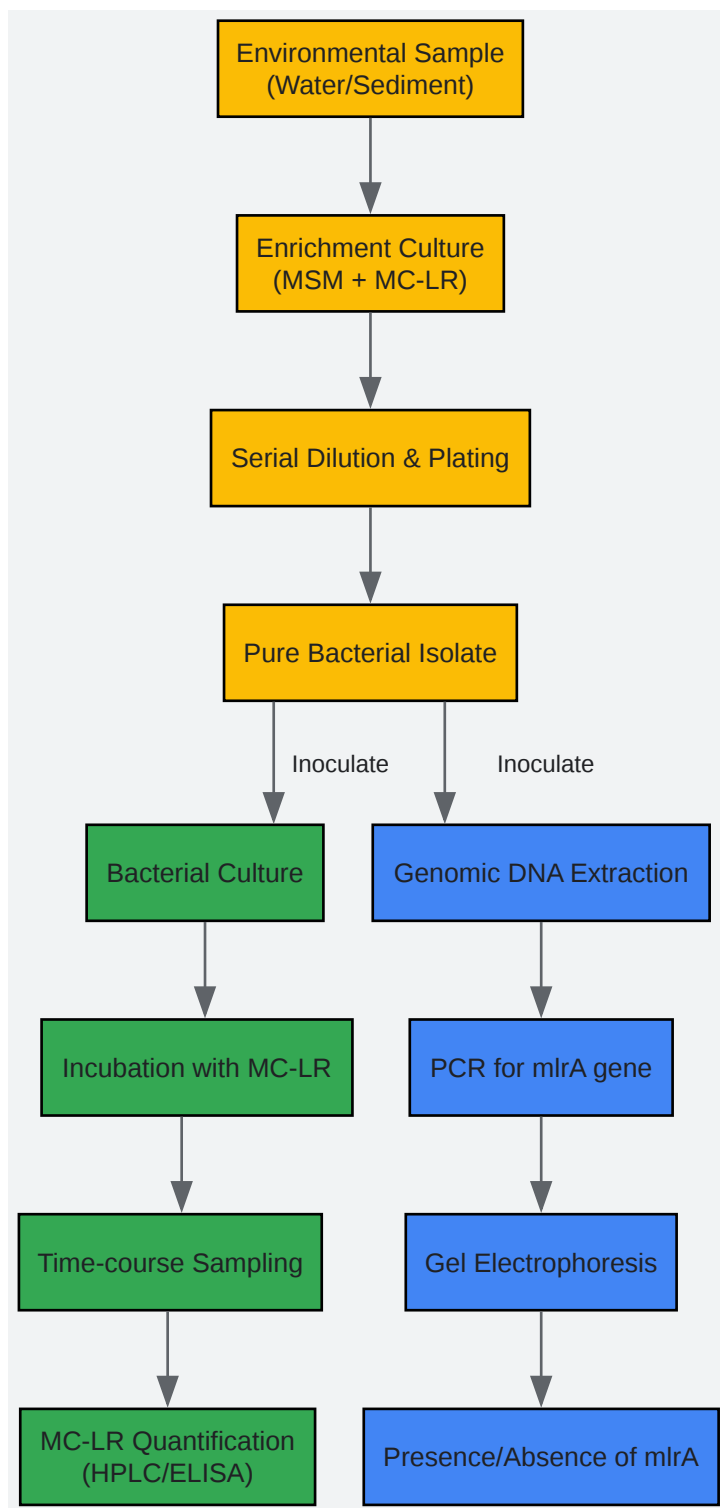 Environmental Sample
(Water/Sediment)
Enrichment Culture
(MSM + MC-LR)
Serial Dilution & Plating
Pure Bacterial Isolate
Inoculate
Inoculate
Bacterial Culture
Genomic DNA Extraction
Incubation with MC-LR
PCR for mlrA gene
Time-course Sampling
Gel Electrophoresis
MC-LR Quantification
(HPLC/ELISA)
Presence/Absence of mlrA